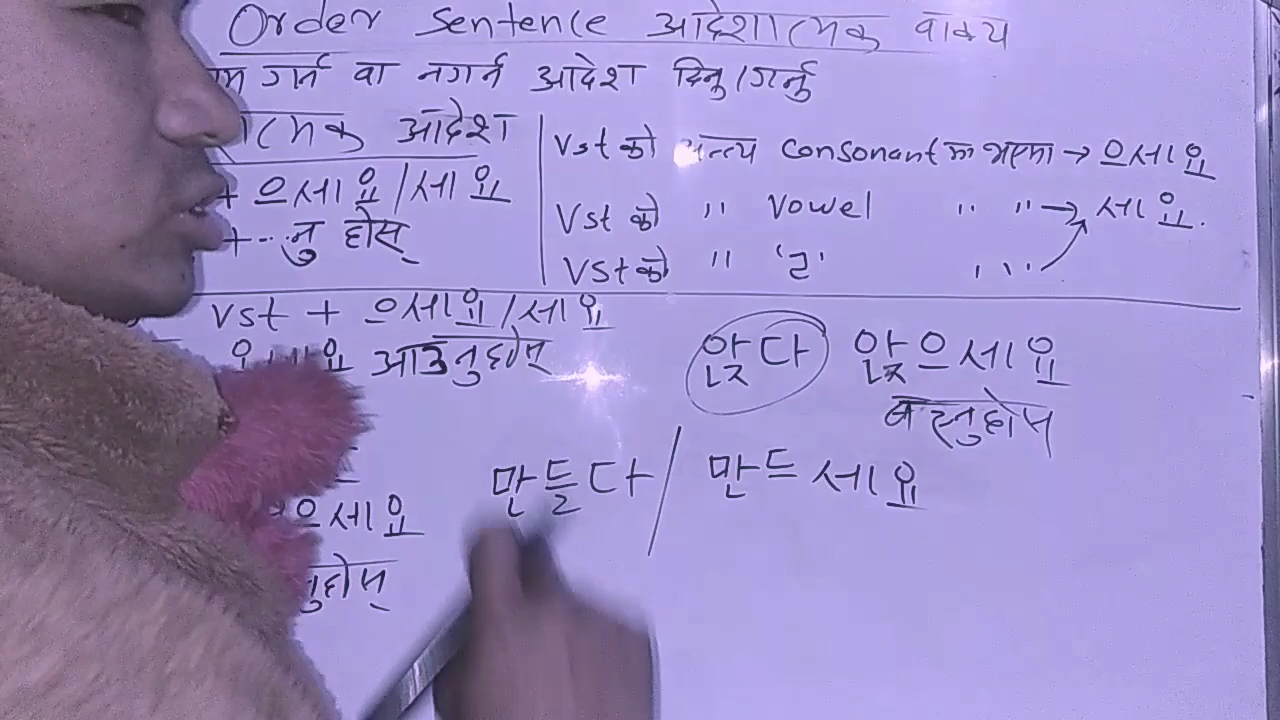 Order Sentence आदेशात्मक वाक्य
गर्न वा नगर्न आदेश दिनु/गर्नु
ात्मक आदेश
+ 으세요/세요
+ ...नु होस्
Vst को अन्त्य consonant मा भएमा → 으세요
Vst को " vowel " " → 세요.
Vst को " 'ㄹ' " "
vst + 으세요/세요
आउनुहोस्
앉다 앉으세요
बस्नुहोस्
만들다 / 만드세요
으세요
नुहोस्